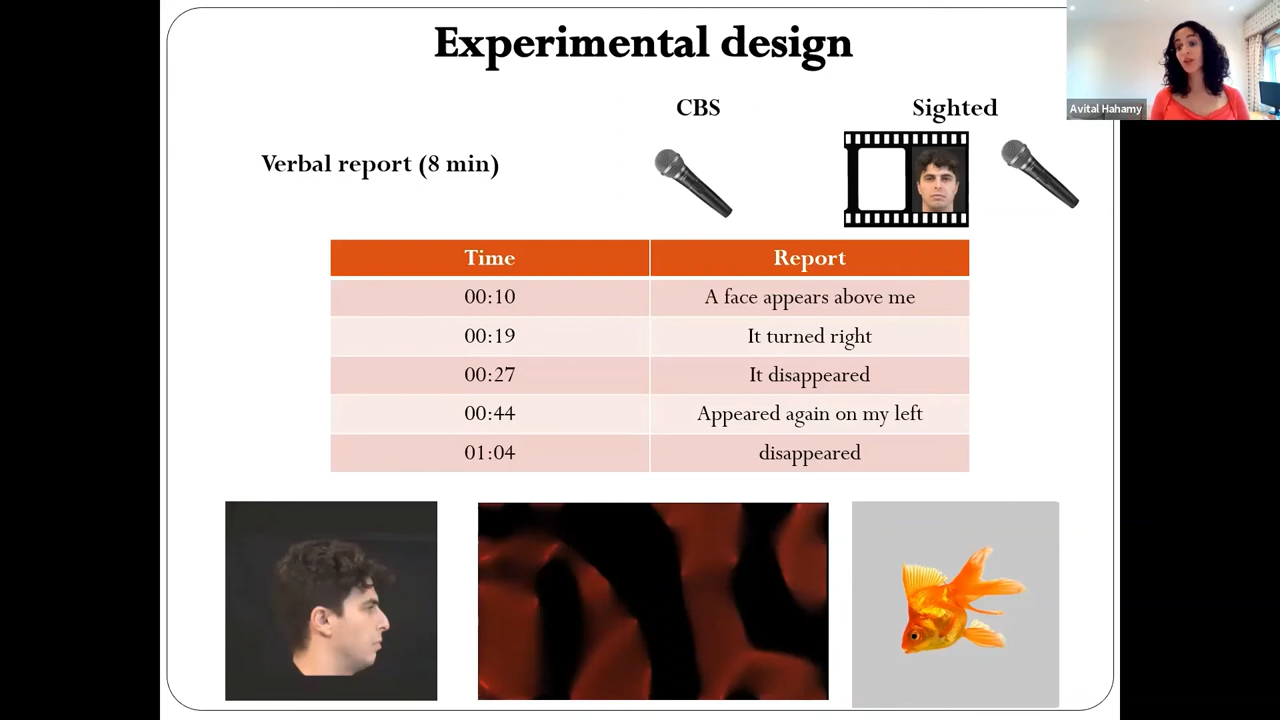 Experimental design
Avital Hahamy
CBS
Sighted
Verbal report (8 min)
Time Report
00:10 A face appears above me
00:19 It turned right
00:27 It disappeared
00:44 Appeared again on my left
01:04 disappeared